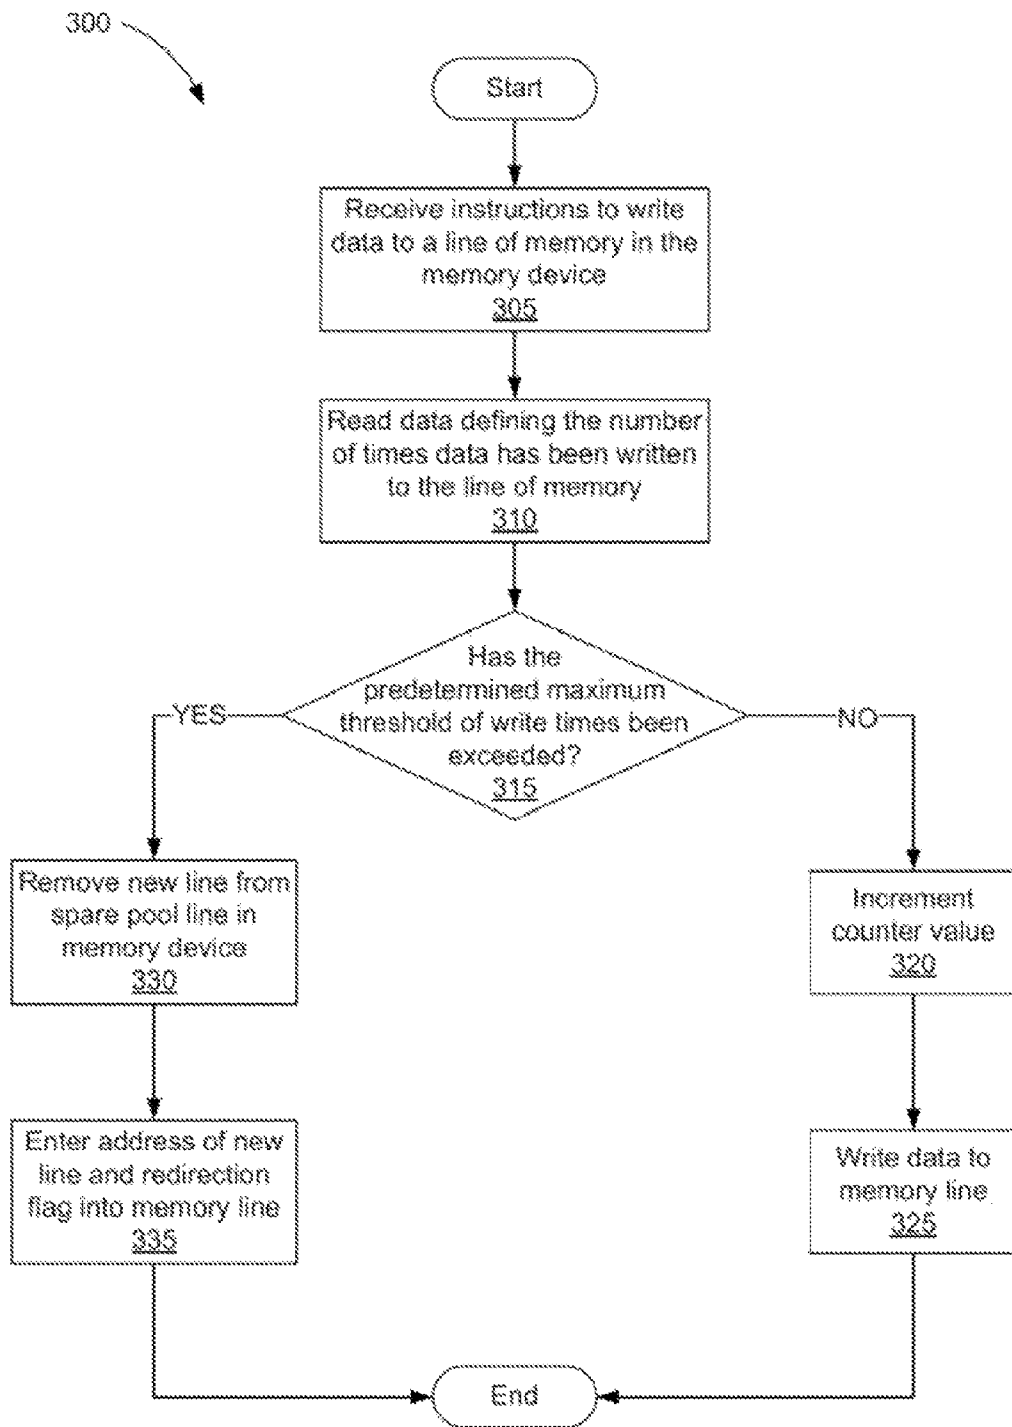 300
Start
Receive instructions to write
data to a line of memory in the
memory device
305
Read data defining the number
of times data has been written
to the line of memory
310
Has the
predetermined maximum
threshold of write times been
exceeded?
315
YES
NO
Remove new line from
spare pool line in
memory device
330
Increment
counter value
320
Enter address of new
line and redirection
flag into memory line
335
Write data to
memory line
325
End